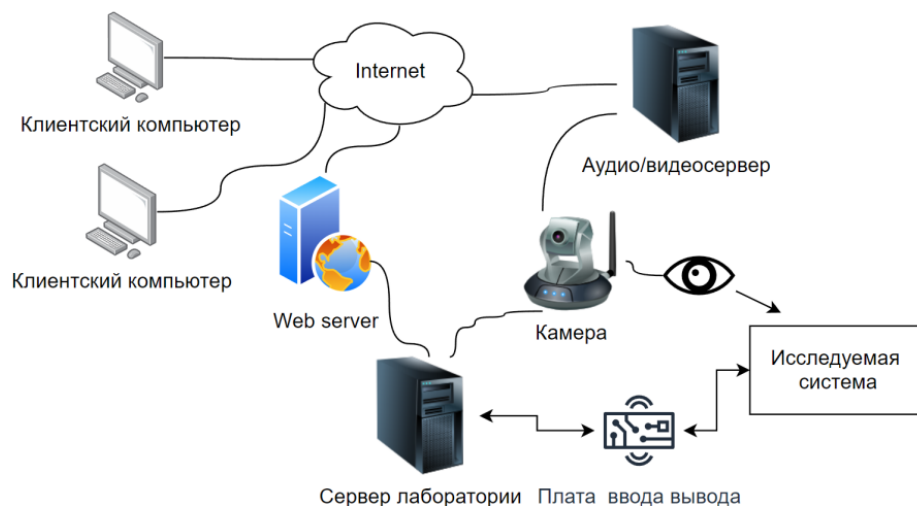 Internet
Клиентский компьютер
Аудио/видеосервер
Клиентский компьютер
Web server
Камера
Исследуемая
система
Сервер лаборатории
Плата ввода вывода